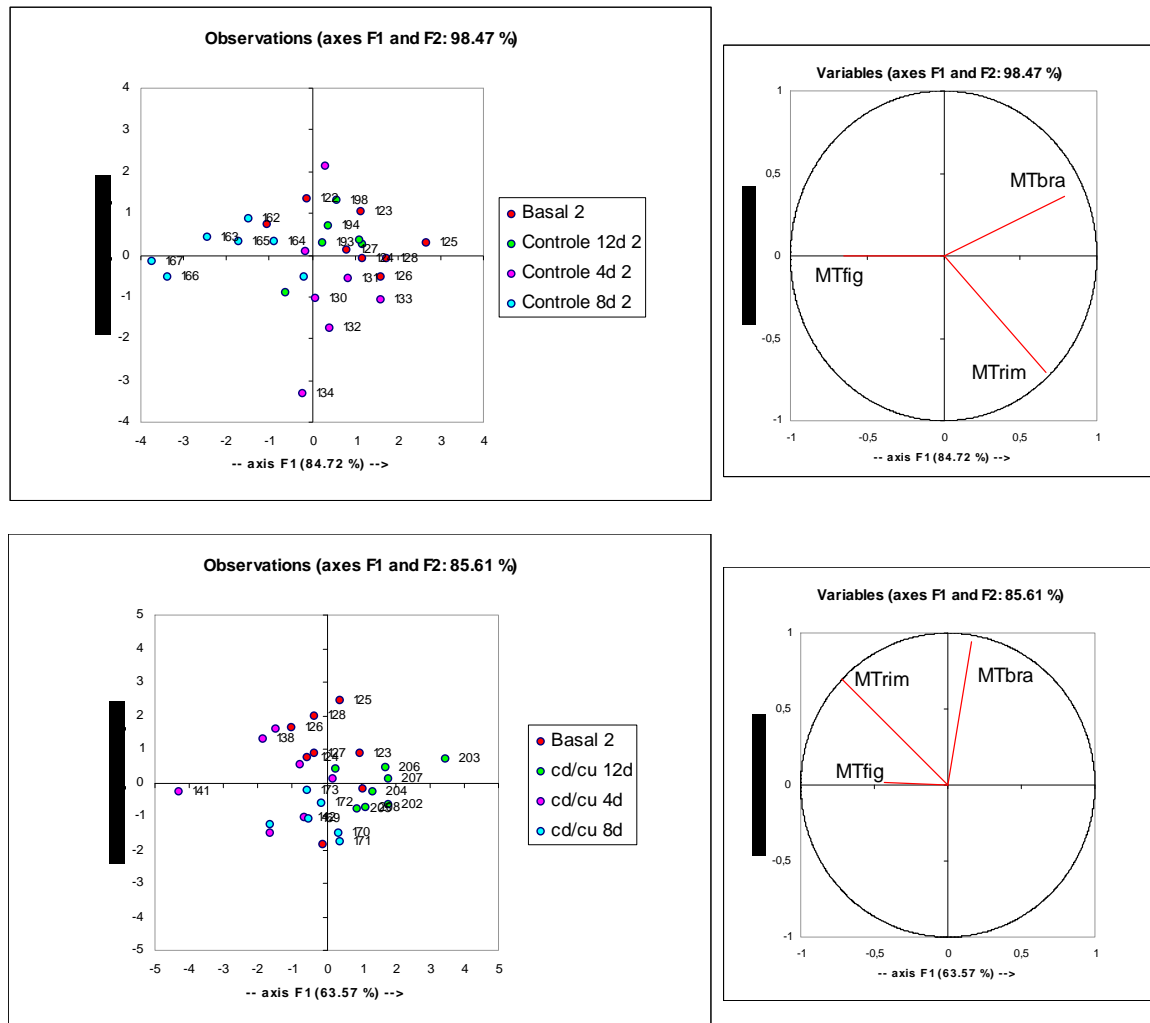 Observations (axes F1 and F2: 98.47 %)
4
3
2
1
0
-1
-2
-3
-4
-4 -3 -2 -1 0 1 2 3 4
-- axis F1 (84.72 %) -->
122
198
123
162
194
163
165
164
193
127
125
167
124
128
166
131
126
130
133
132
134
Basal 2
Controle 12d 2
Controle 4d 2
Controle 8d 2
Variables (axes F1 and F2: 98.47 %)
1
0,5
0
-0,5
-1
MTbra
MTfig
MTrim
-1 -0,5 0 0,5 1
-- axis F1 (84.72 %) -->
Observations (axes F1 and F2: 85.61 %)
5
4
3
2
1
0
-1
-2
-3
-4
-5
-5 -4 -3 -2 -1 0 1 2 3 4 5
-- axis F1 (63.57 %) -->
125
128
126
138
127
123
124
203
206
207
141
173
204
172
202
205
169
170
171
Basal 2
cd/cu 12d
cd/cu 4d
cd/cu 8d
Variables (axes F1 and F2: 85.61 %)
1
0,5
0
-0,5
-1
MTrim
MTbra
MTfig
-1 -0,5 0 0,5 1
-- axis F1 (63.57 %) -->